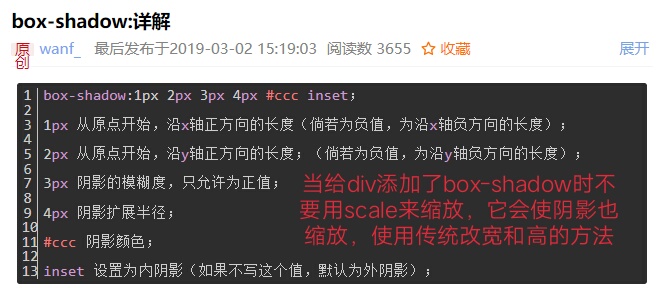 box-shadow:详解
原创 wanf_ 最后发布于2019-03-02 15:19:03 阅读数 3655 收藏 展开
1 box-shadow:1px 2px 3px 4px #ccc inset;
2
3 1px 从原点开始，沿x轴正方向的长度（倘若为负值，为沿x轴负方向的长度）;
4
5 2px 从原点开始，沿y轴正方向的长度;（倘若为负值，为沿y轴负方向的长度）;
6
7 3px 阴影的模糊度，只允许为正值;
8
9 4px 阴影扩展半径;
10
11 #ccc 阴影颜色;
12
13 inset 设置为内阴影（如果不写这个值，默认为外阴影）;
当给div添加了box-shadow时不
要用scale来缩放，它会使阴影也
缩放，使用传统改宽和高的方法